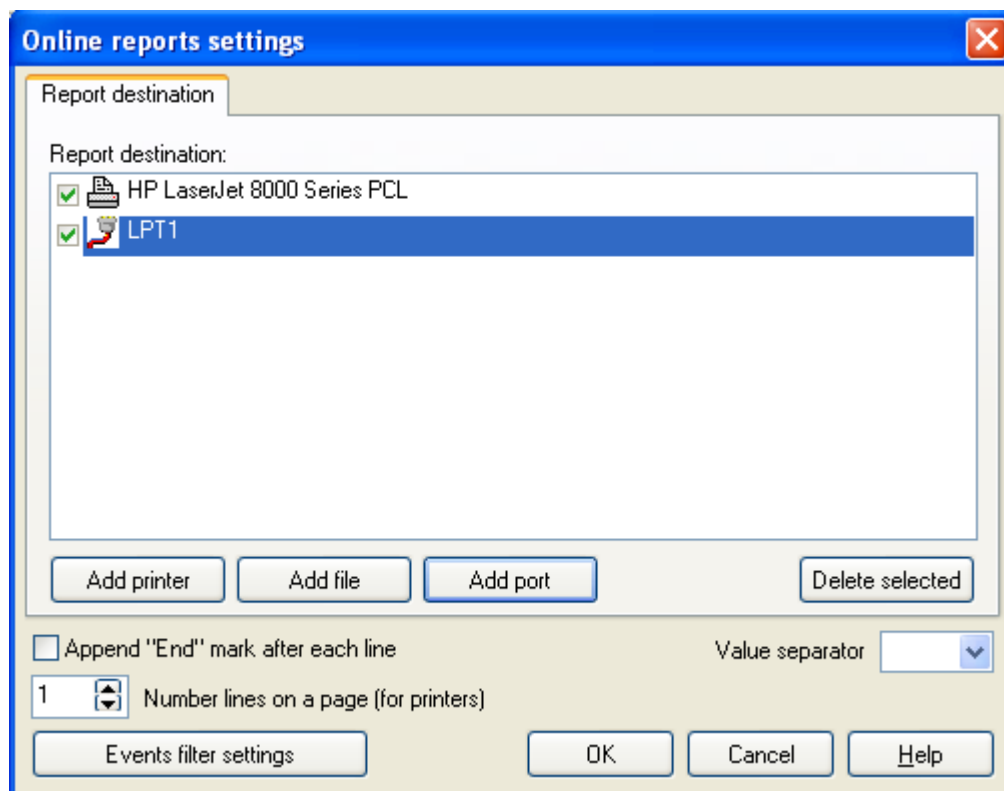 Online reports settings
Report destination
Report destination:
HP LaserJet 8000 Series PCL
LPT1
Add printer Add file Add port Delete selected
Append "End" mark after each line Value separator
1 Number lines on a page (for printers)
Events filter settings OK Cancel Help